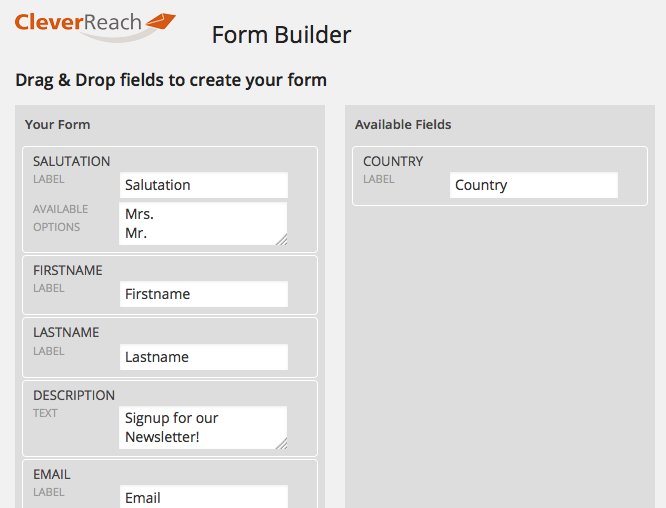 CleverReach
Form Builder
Drag & Drop fields to create your form
Your Form
SALUTATION
LABEL
Salutation
AVAILABLE
OPTIONS
Mrs.
Mr.
FIRSTNAME
LABEL
Firstname
LASTNAME
LABEL
Lastname
DESCRIPTION
TEXT
Signup for our
Newsletter!
EMAIL
LABEL
Email
Available Fields
COUNTRY
LABEL
Country